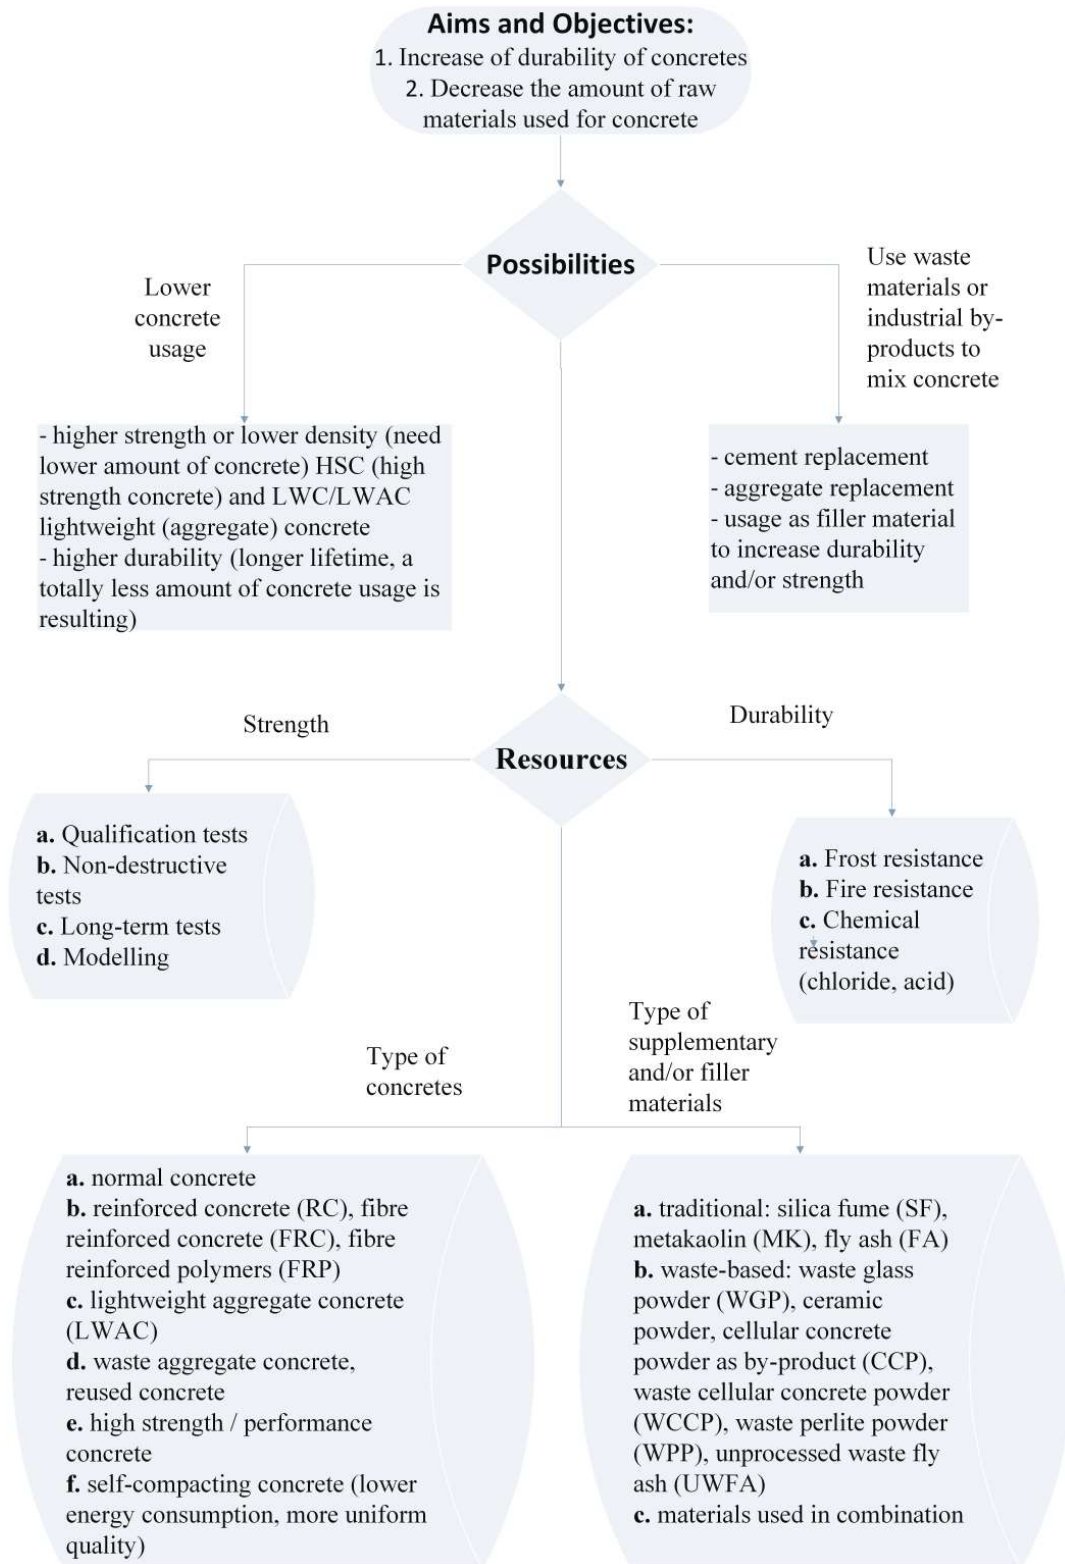 Aims and Objectives:
1. Increase of durability of concretes
2. Decrease the amount of raw
materials used for concrete
Possibilities
Lower
concrete
usage
Use waste
materials or
industrial by-
products to
mix concrete
- higher strength or lower density (need
lower amount of concrete) HSC (high
strength concrete) and LWC/LWAC
lightweight (aggregate) concrete
- higher durability (longer lifetime, a
totally less amount of concrete usage is
resulting)
- cement replacement
- aggregate replacement
- usage as filler material
to increase durability
and/or strength
Strength
Durability
Resources
a. Qualification tests
b. Non-destructive
tests
c. Long-term tests
d. Modelling
a. Frost resistance
b. Fire resistance
c. Chemical
resistance
(chloride, acid)
Type of
concretes
Type of
supplementary
and/or filler
materials
a. normal concrete
b. reinforced concrete (RC), fibre
reinforced concrete (FRC), fibre
reinforced polymers (FRP)
c. lightweight aggregate concrete
(LWAC)
d. waste aggregate concrete,
reused concrete
e. high strength / performance
concrete
f. self-compacting concrete (lower
energy consumption, more uniform
quality)
a. traditional: silica fume (SF),
metakaolin (MK), fly ash (FA)
b. waste-based: waste glass
powder (WGP), ceramic
powder, cellular concrete
powder as by-product (CCP),
waste cellular concrete powder
(WCCP), waste perlite powder
(WPP), unprocessed waste fly
ash (UWFA)
c. materials used in combination